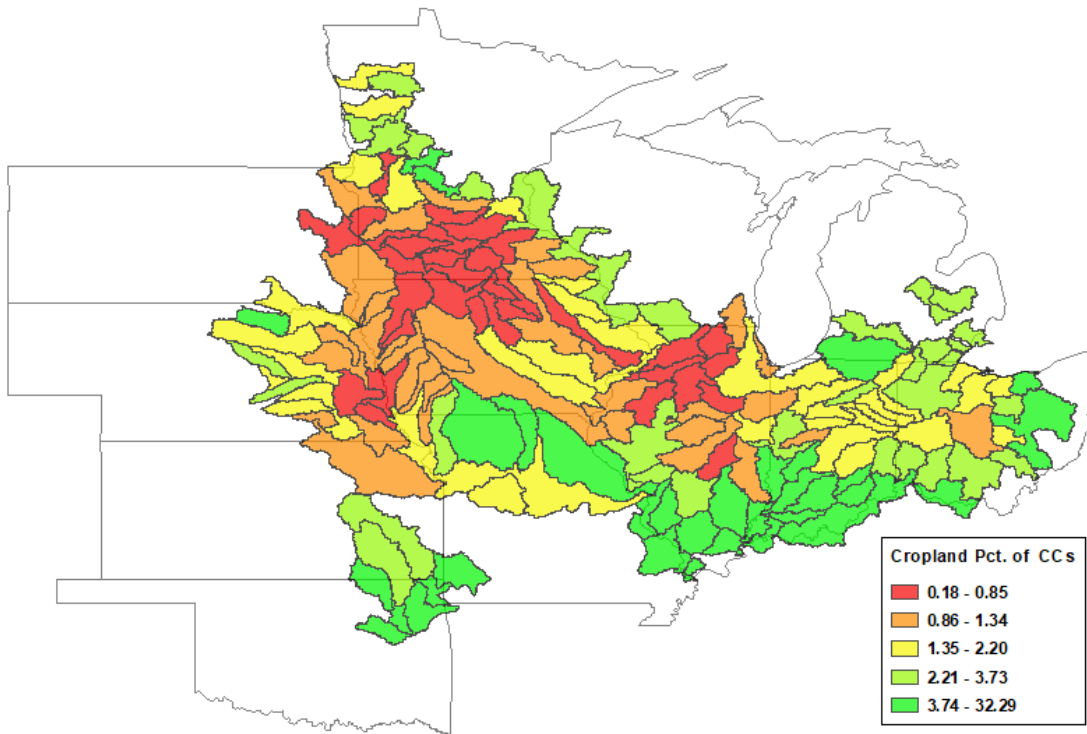 Cropland Pct. of CCs
0.18 - 0.85
0.86 - 1.34
1.35 - 2.20
2.21 - 3.73
3.74 - 32.29